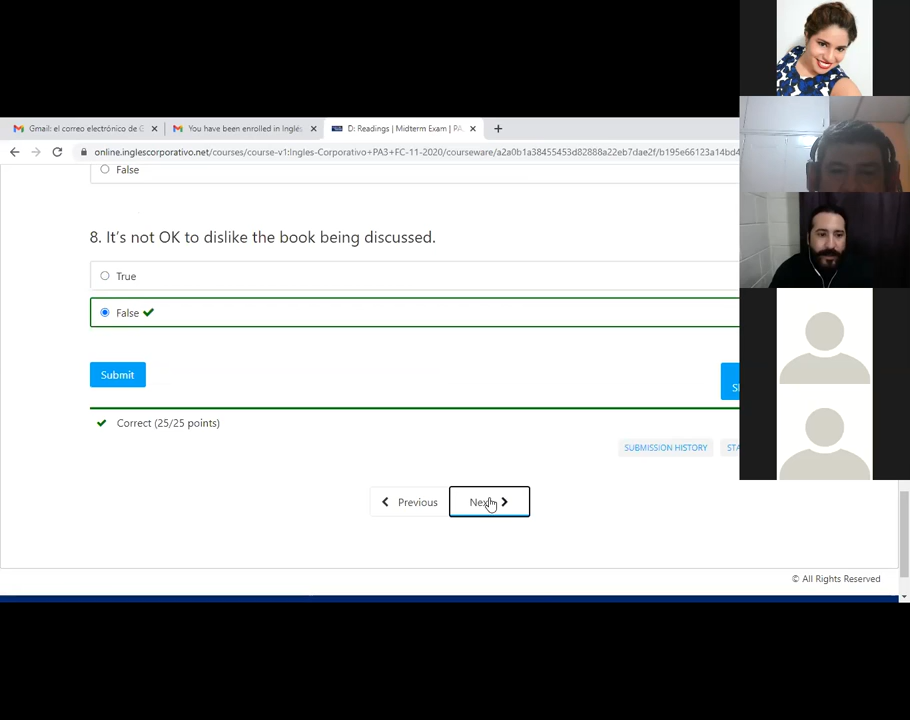 Gmail: el correo electrónico de G
You have been enrolled in Inglés
D: Readings | Midterm Exam | PA
online.inglescorporativo.net/courses/course-v1:Ingles-Corporativo+PA3+FC-11-2020/courseware/a2a0b1a38455453d82888a22eb7dae2f/b195e66123a14bd4
False
8. It's not OK to dislike the book being discussed.
True
False
Submit
Correct (25/25 points)
SUBMISSION HISTORY
STA
Previous
Next
© All Rights Reserved